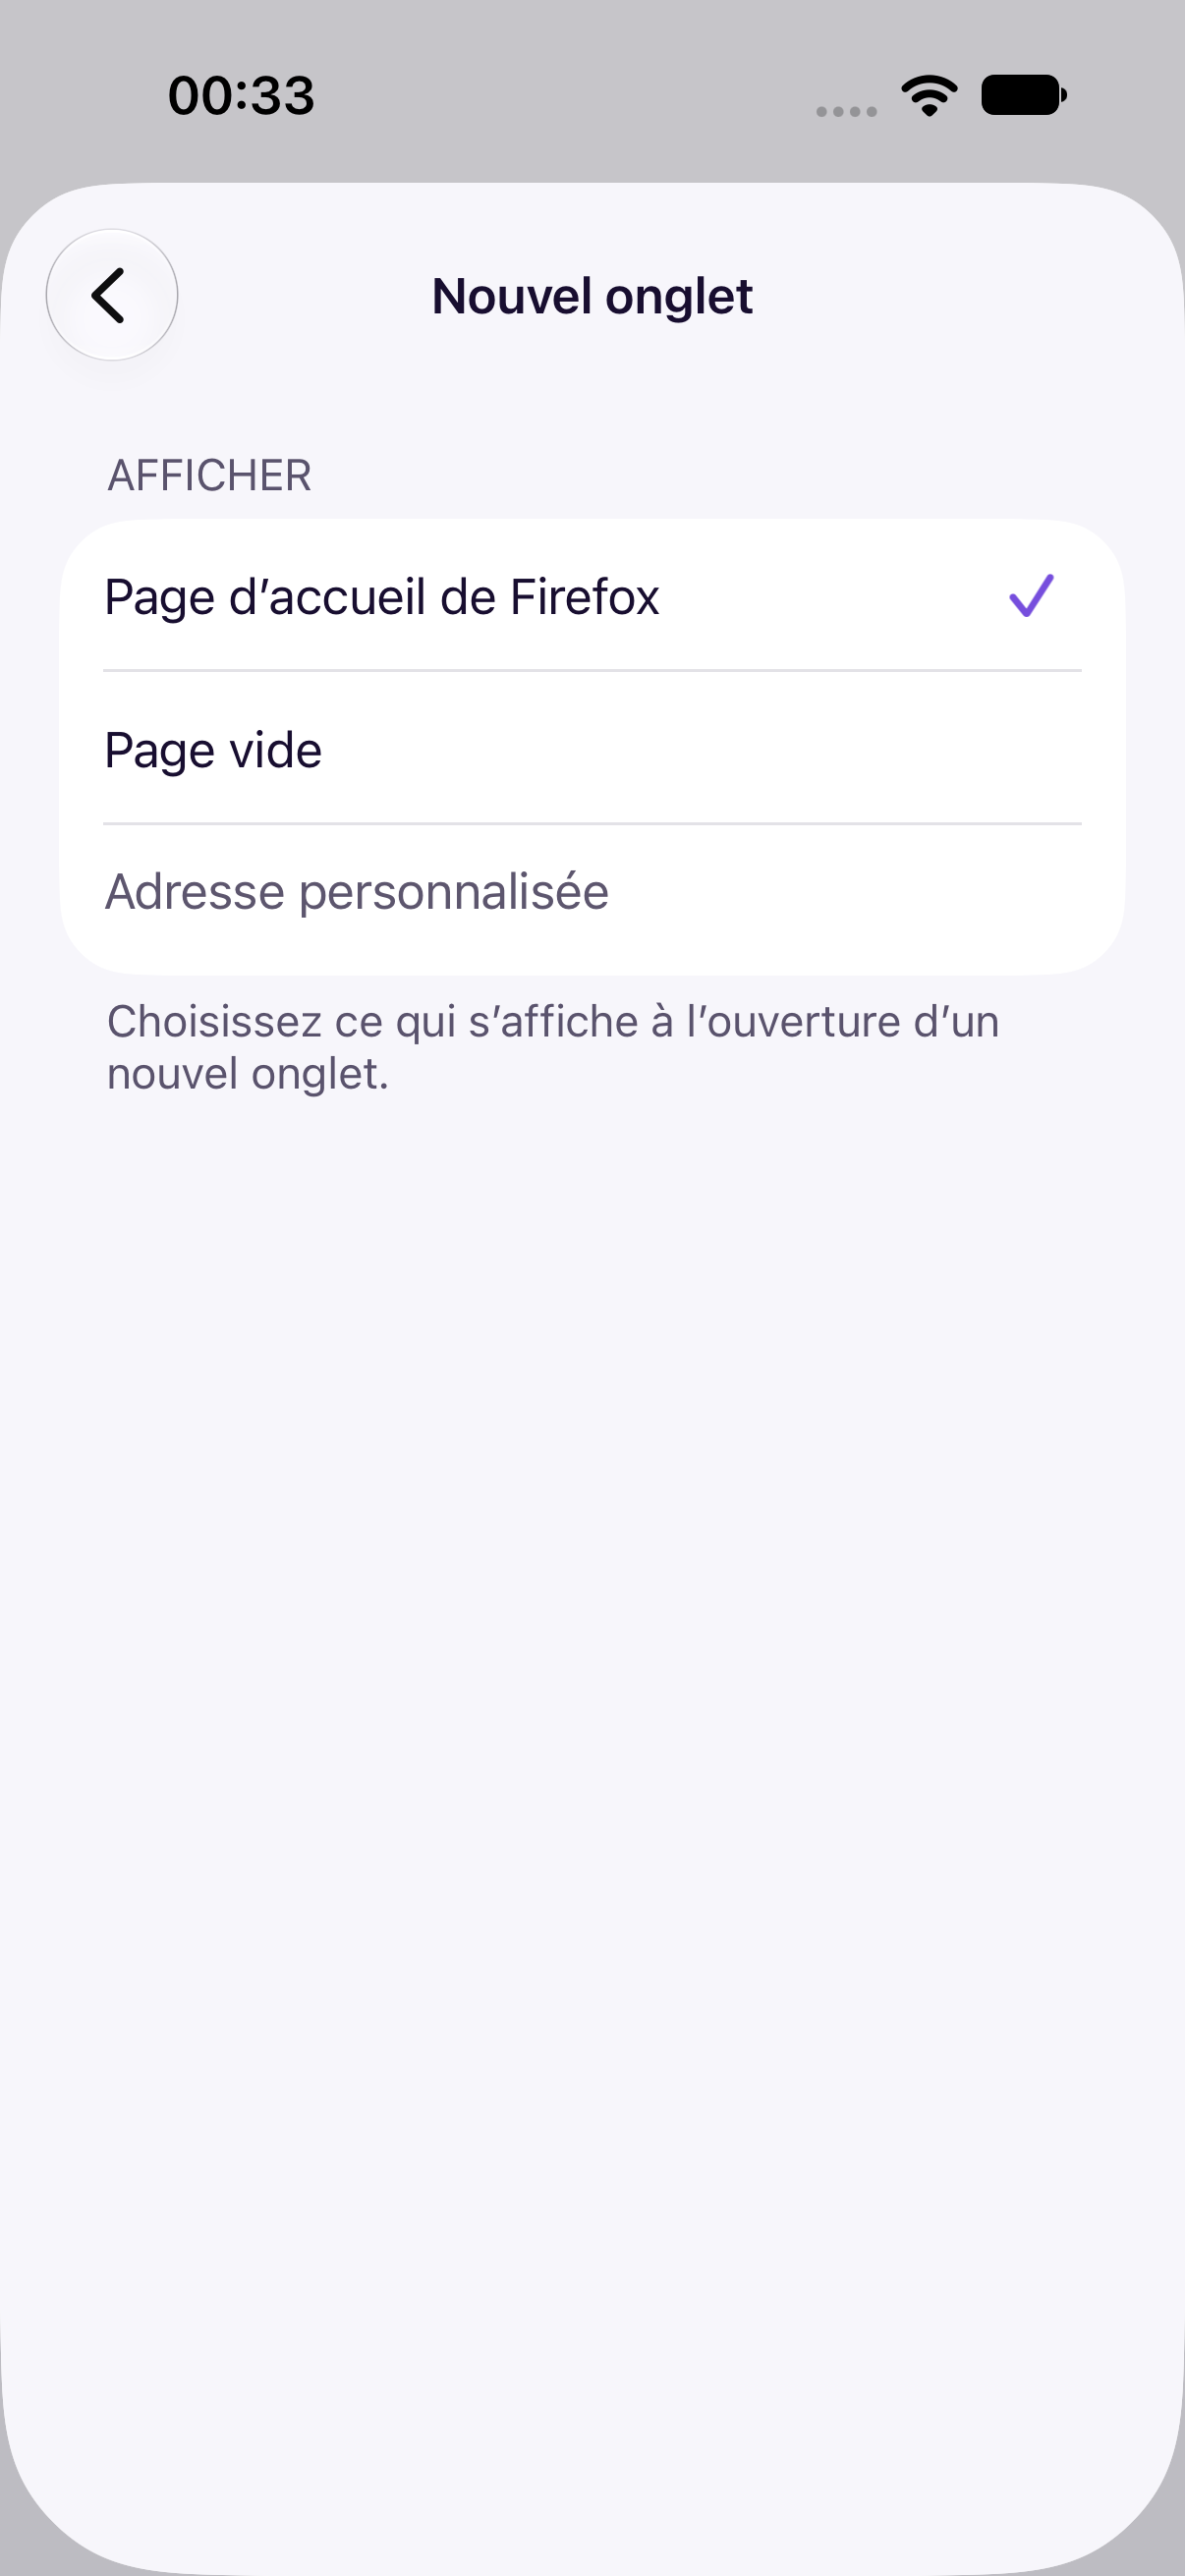 00:33
Nouvel onglet
AFFICHER
Page d’accueil de Firefox
Page vide
Adresse personnalisée
Choisissez ce qui s’affiche à l’ouverture d’un
nouvel onglet.